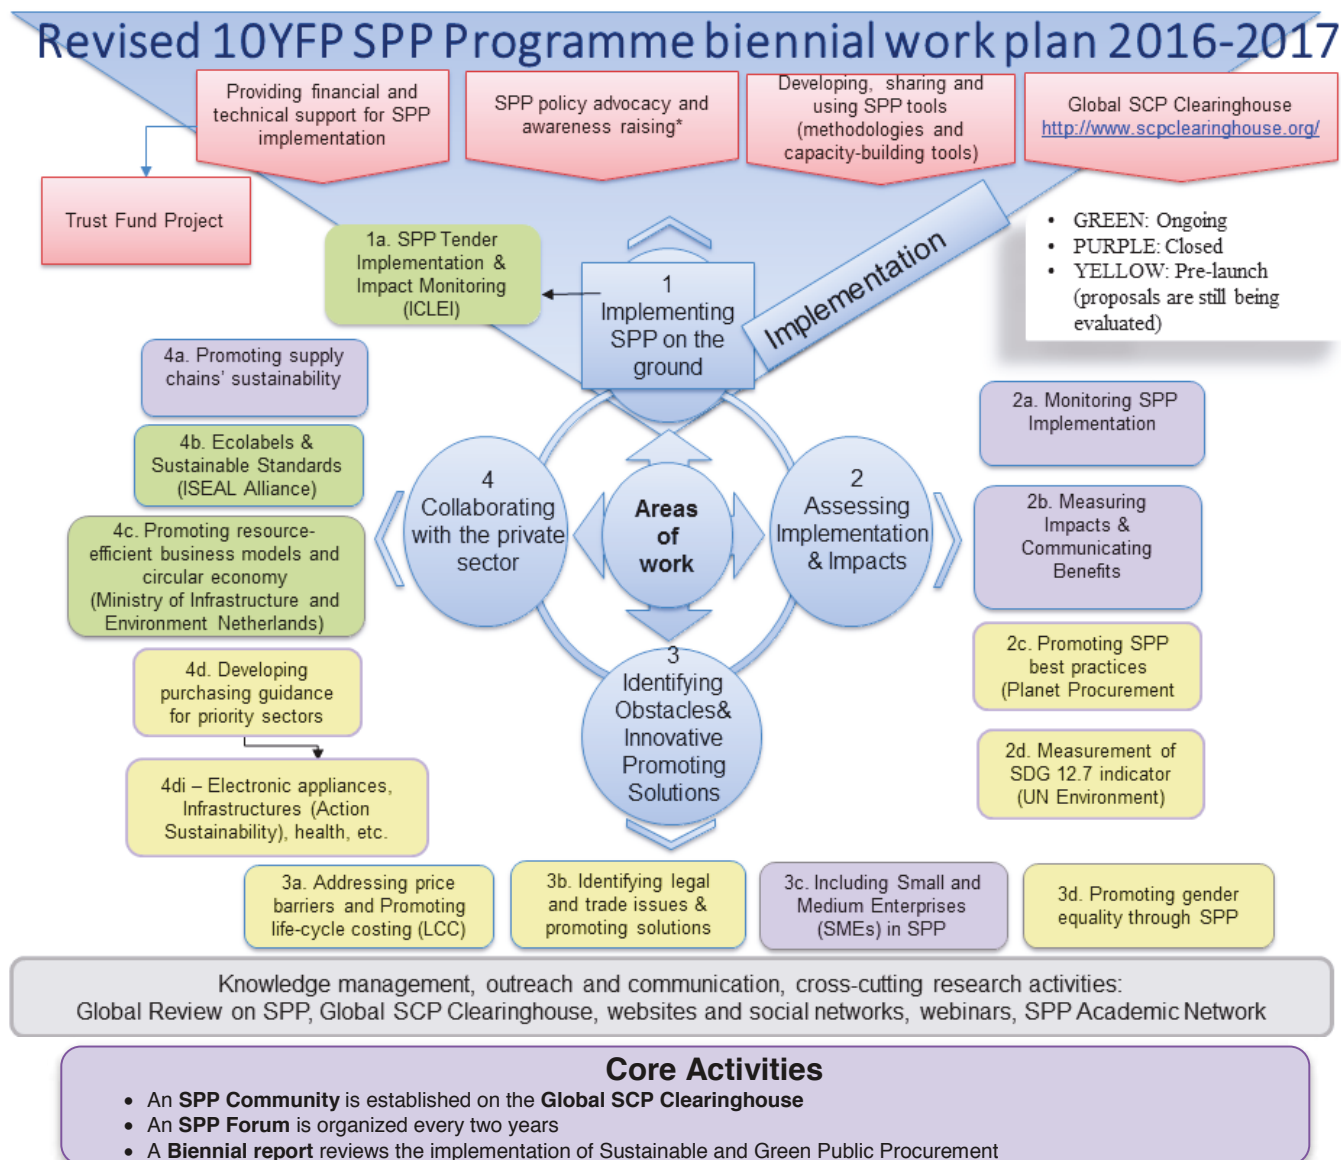 Revised 10YFP SPP Programme biennial work plan 2016-2017
Providing financial and
technical support for SPP
implementation
SPP policy advocacy and
awareness raising*
Developing, sharing and
using SPP tools
(methodologies and
capacity-building tools)
Global SCP Clearinghouse
http://www.scpclearinghouse.org/
Trust Fund Project
• GREEN: Ongoing
• PURPLE: Closed
• YELLOW: Pre-launch
(proposals are still being
evaluated)
Implementation
1a. SPP Tender
Implementation &
Impact Monitoring
(ICLEI)
1
Implementing
SPP on the
ground
4a. Promoting supply
chains' sustainability
4b. Ecolabels &
Sustainable Standards
(ISEAL Alliance)
4c. Promoting resource-
efficient business models and
circular economy
(Ministry of Infrastructure and
Environment Netherlands)
4d. Developing
purchasing guidance
for priority sectors
4di – Electronic appliances,
Infrastructures (Action
Sustainability), health, etc.
4
Collaborating
with the private
sector
Areas
of
work
2
Assessing
Implementation
& Impacts
2a. Monitoring SPP
Implementation
2b. Measuring
Impacts &
Communicating
Benefits
2c. Promoting SPP
best practices
(Planet Procurement
2d. Measurement of
SDG 12.7 indicator
(UN Environment)
3
Identifying
Obstacles&
Innovative
Promoting
Solutions
3a. Addressing price
barriers and Promoting
life-cycle costing (LCC)
3b. Identifying legal
and trade issues &
promoting solutions
3c. Including Small and
Medium Enterprises
(SMEs) in SPP
3d. Promoting gender
equality through SPP
Knowledge management, outreach and communication, cross-cutting research activities:
Global Review on SPP, Global SCP Clearinghouse, websites and social networks, webinars, SPP Academic Network
Core Activities
• An SPP Community is established on the Global SCP Clearinghouse
• An SPP Forum is organized every two years
• A Biennial report reviews the implementation of Sustainable and Green Public Procurement